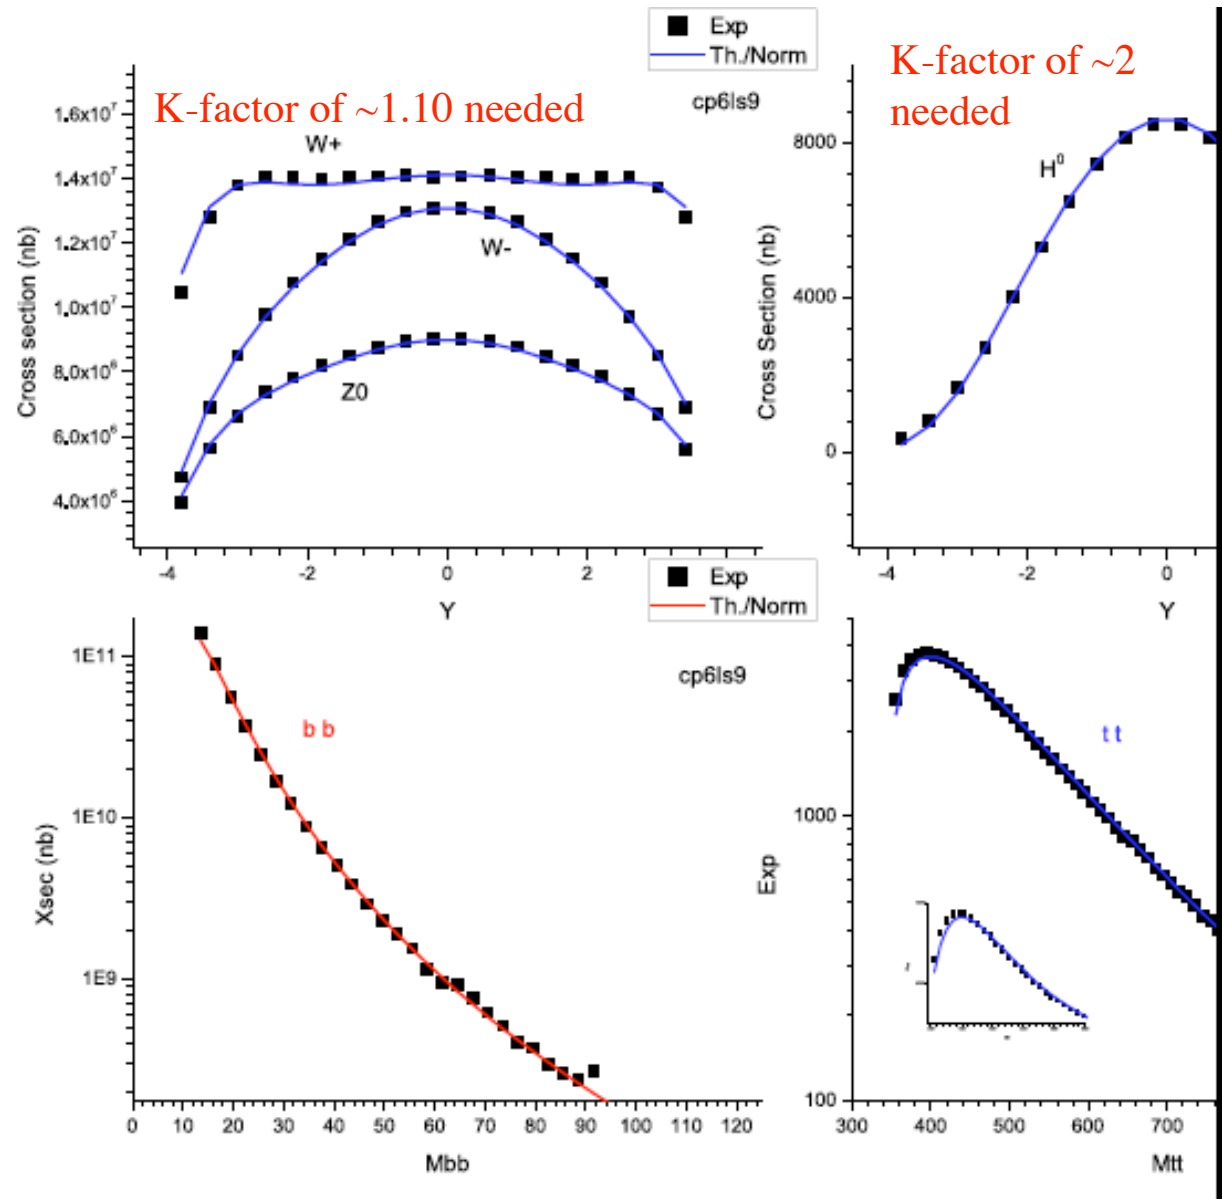 Exp
Th./Norm
K-factor of ~1.10 needed
cp6ls9
W+
W-
Z0
Cross section (nb)
1.6x10⁷
1.4x10⁷
1.2x10⁷
1.0x10⁷
8.0x10⁶
6.0x10⁶
4.0x10⁶
-4 -2 0 2
Y
K-factor of ~2
needed
H⁰
Cross Section (nb)
8000
4000
0
-4 -2 0
Y
Exp
Th./Norm
cp6ls9
b b
Xsec (nb)
1E11
1E10
1E9
0 10 20 30 40 50 60 70 80 90 100 110 120
Mbb
t t
Exp
1000
100
300 400 500 600 700
Mtt